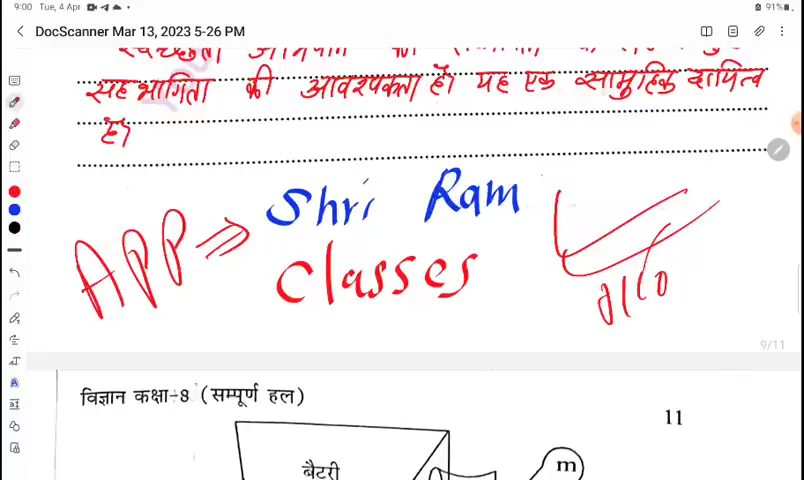 9:00 Tue, 4 Apr
91%
DocScanner Mar 13, 2023 5-26 PM
सहभागिता की आवश्यकता है। यह एक सामुहिक दायित्व
है।
APP ⇒ Shri Ram
Classes
9/11
विज्ञान कक्षा-8 (सम्पूर्ण हल)
11
बैटरी
m